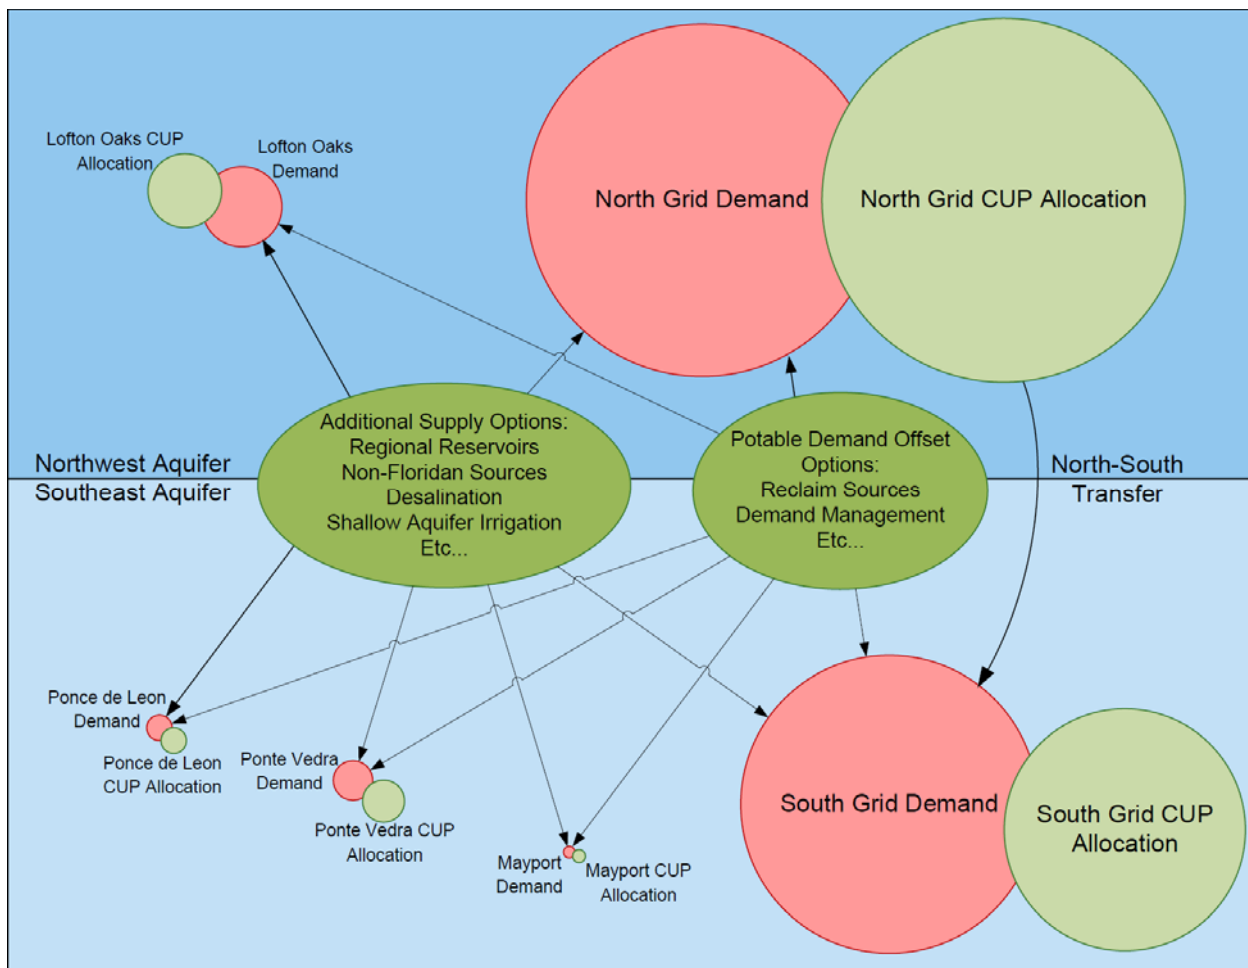 Lofton Oaks CUP
Allocation
Lofton Oaks
Demand
North Grid Demand
North Grid CUP Allocation
Additional Supply Options:
Regional Reservoirs
Non-Floridan Sources
Desalination
Shallow Aquifer Irrigation
Etc...
Potable Demand Offset
Options:
Reclaim Sources
Demand Management
Etc...
Northwest Aquifer
Southeast Aquifer
North-South
Transfer
Ponce de Leon
Demand
Ponce de Leon
CUP Allocation
Ponte Vedra
Demand
Ponte Vedra CUP
Allocation
Mayport
Demand
Mayport CUP
Allocation
South Grid Demand
South Grid CUP
Allocation